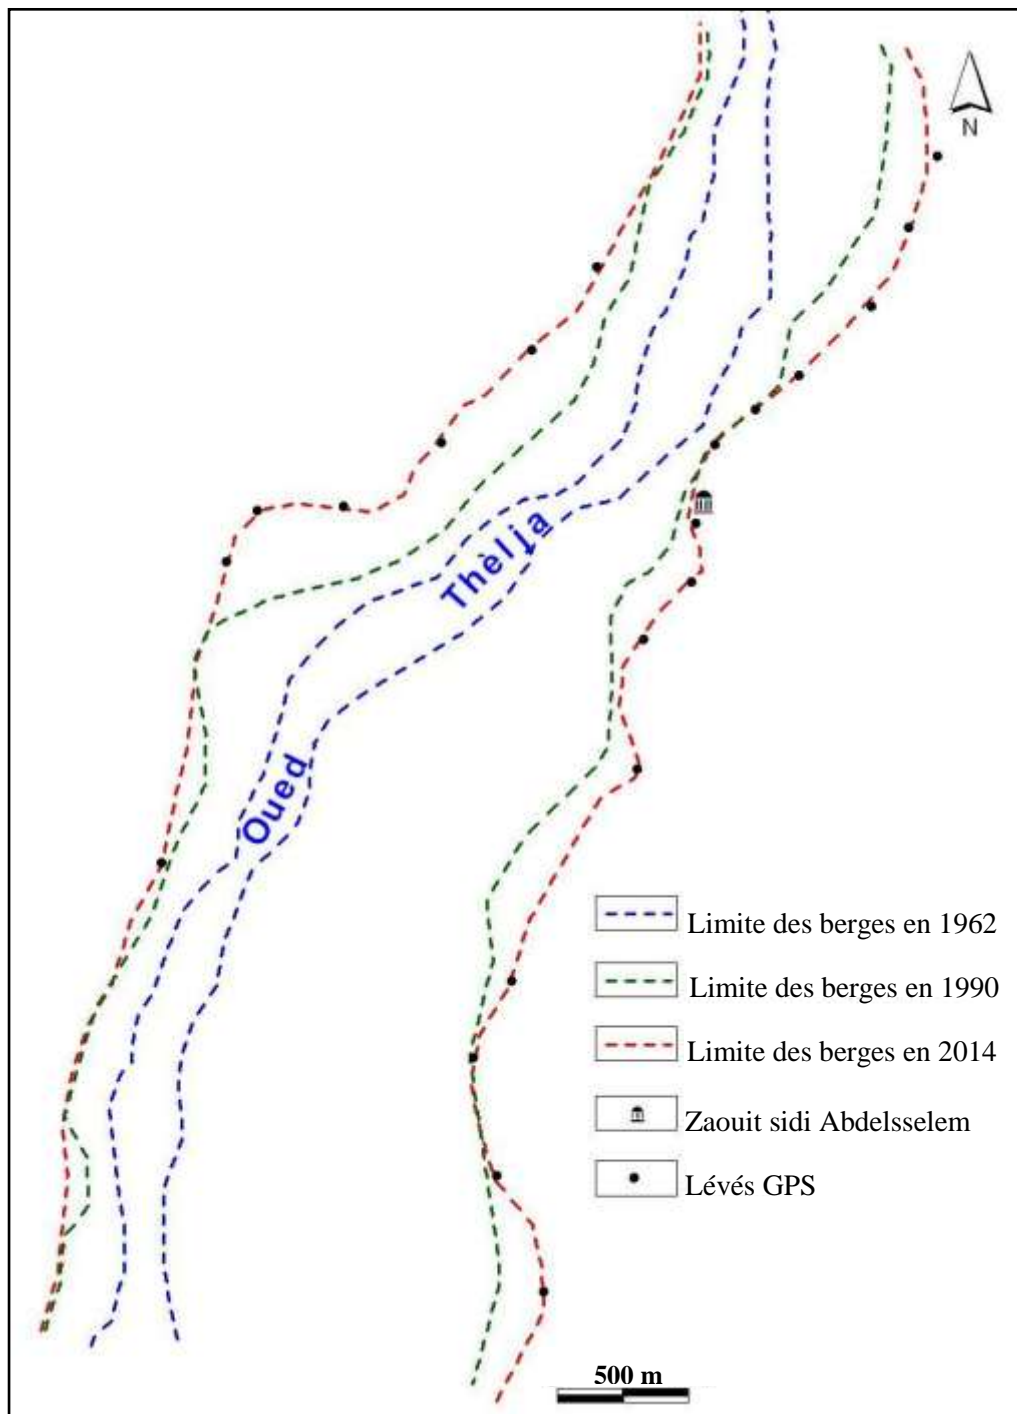 N
Thèlja
Oued
Limite des berges en 1962
Limite des berges en 1990
Limite des berges en 2014
Zaouit sidi Abdelsselem
Lévés GPS
500 m